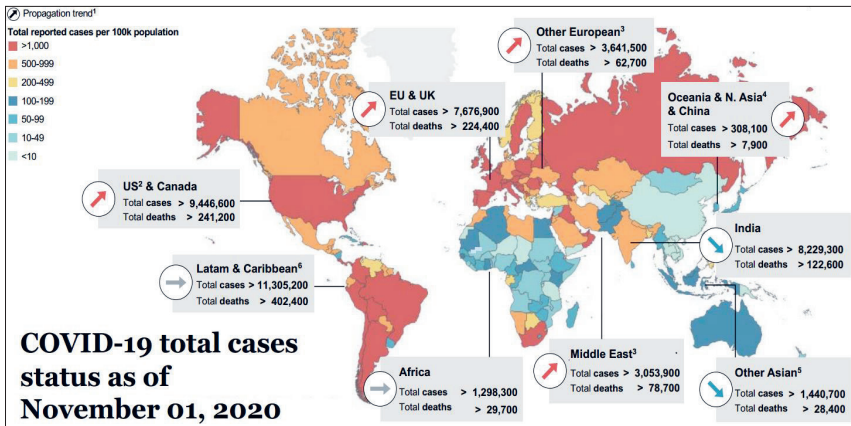 Propagation trend¹
Total reported cases per 100k population
>1,000
500-999
200-499
100-199
50-99
10-49
<10
Other European³
Total cases > 3,641,500
Total deaths > 62,700
EU & UK
Total cases > 7,676,900
Total deaths > 224,400
Oceania & N. Asia⁴
& China
Total cases > 308,100
Total deaths > 7,900
US² & Canada
Total cases > 9,446,600
Total deaths > 241,200
India
Total cases > 8,229,300
Total deaths > 122,600
Latam & Caribbean⁶
Total cases > 11,305,200
Total deaths > 402,400
Middle East³
Total cases > 3,053,900
Total deaths > 78,700
Africa
Total cases > 1,298,300
Total deaths > 29,700
Other Asian⁵
Total cases > 1,440,700
Total deaths > 28,400
COVID-19 total cases
status as of
November 01, 2020